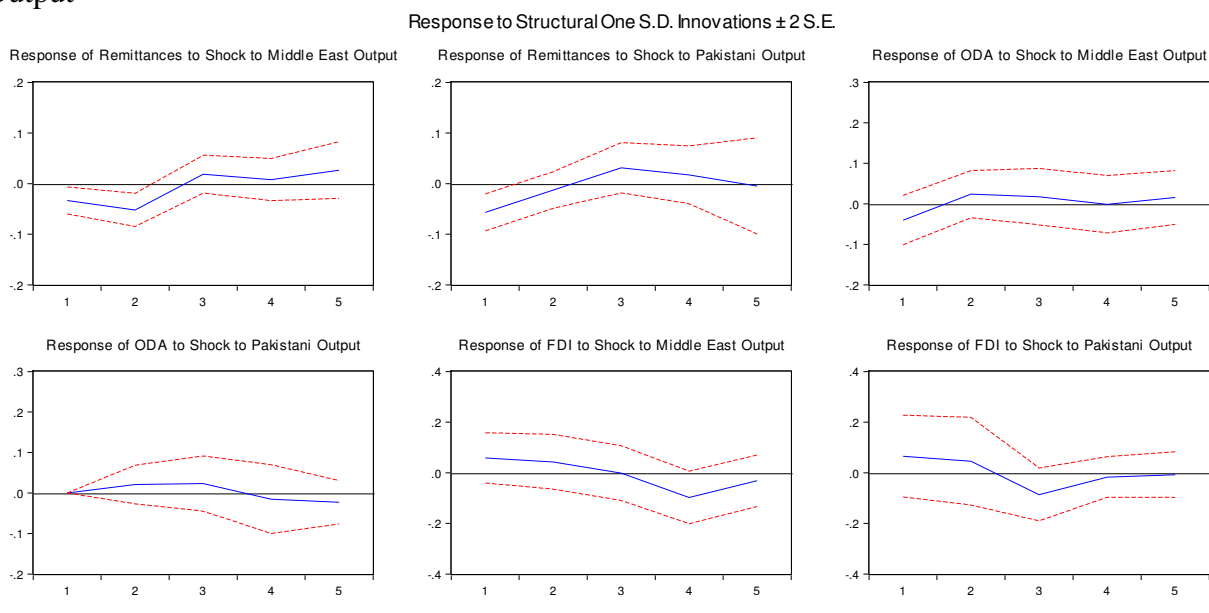 Response to Structural One S.D. Innovations ± 2 S.E.
Response of Remittances to Shock to Middle East Output
.2
.1
.0
-.1
-.2
1 2 3 4 5
Response of Remittances to Shock to Pakistani Output
.2
.1
.0
-.1
-.2
1 2 3 4 5
Response of ODA to Shock to Middle East Output
.3
.2
.1
.0
-.1
-.2
1 2 3 4 5
Response of ODA to Shock to Pakistani Output
.3
.2
.1
.0
-.1
-.2
1 2 3 4 5
Response of FDI to Shock to Middle East Output
.4
.2
.0
-.2
-.4
1 2 3 4 5
Response of FDI to Shock to Pakistani Output
.4
.2
.0
-.2
-.4
1 2 3 4 5